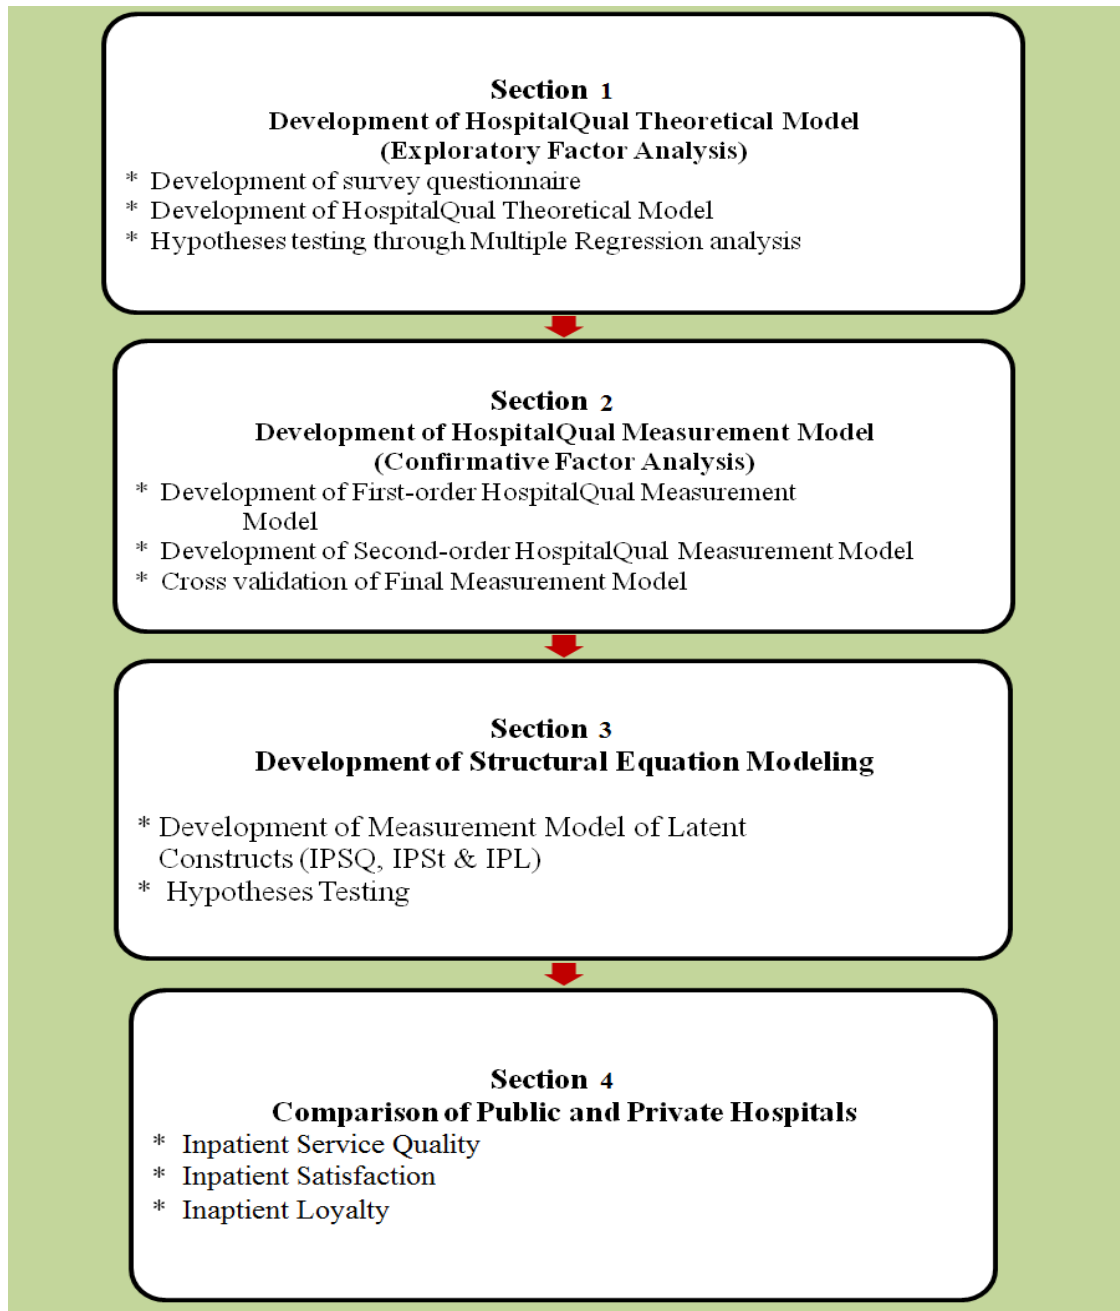 Section 1
Development of HospitalQual Theoretical Model
(Exploratory Factor Analysis)
* Development of survey questionnaire
* Development of HospitalQual Theoretical Model
* Hypotheses testing through Multiple Regression analysis
Section 2
Development of HospitalQual Measurement Model
(Confirmative Factor Analysis)
* Development of First-order HospitalQual Measurement
Model
* Development of Second-order HospitalQual Measurement Model
* Cross validation of Final Measurement Model
Section 3
Development of Structural Equation Modeling
* Development of Measurement Model of Latent
Constructs (IPSQ, IPSt & IPL)
* Hypotheses Testing
Section 4
Comparison of Public and Private Hospitals
* Inpatient Service Quality
* Inpatient Satisfaction
* Inaptient Loyalty